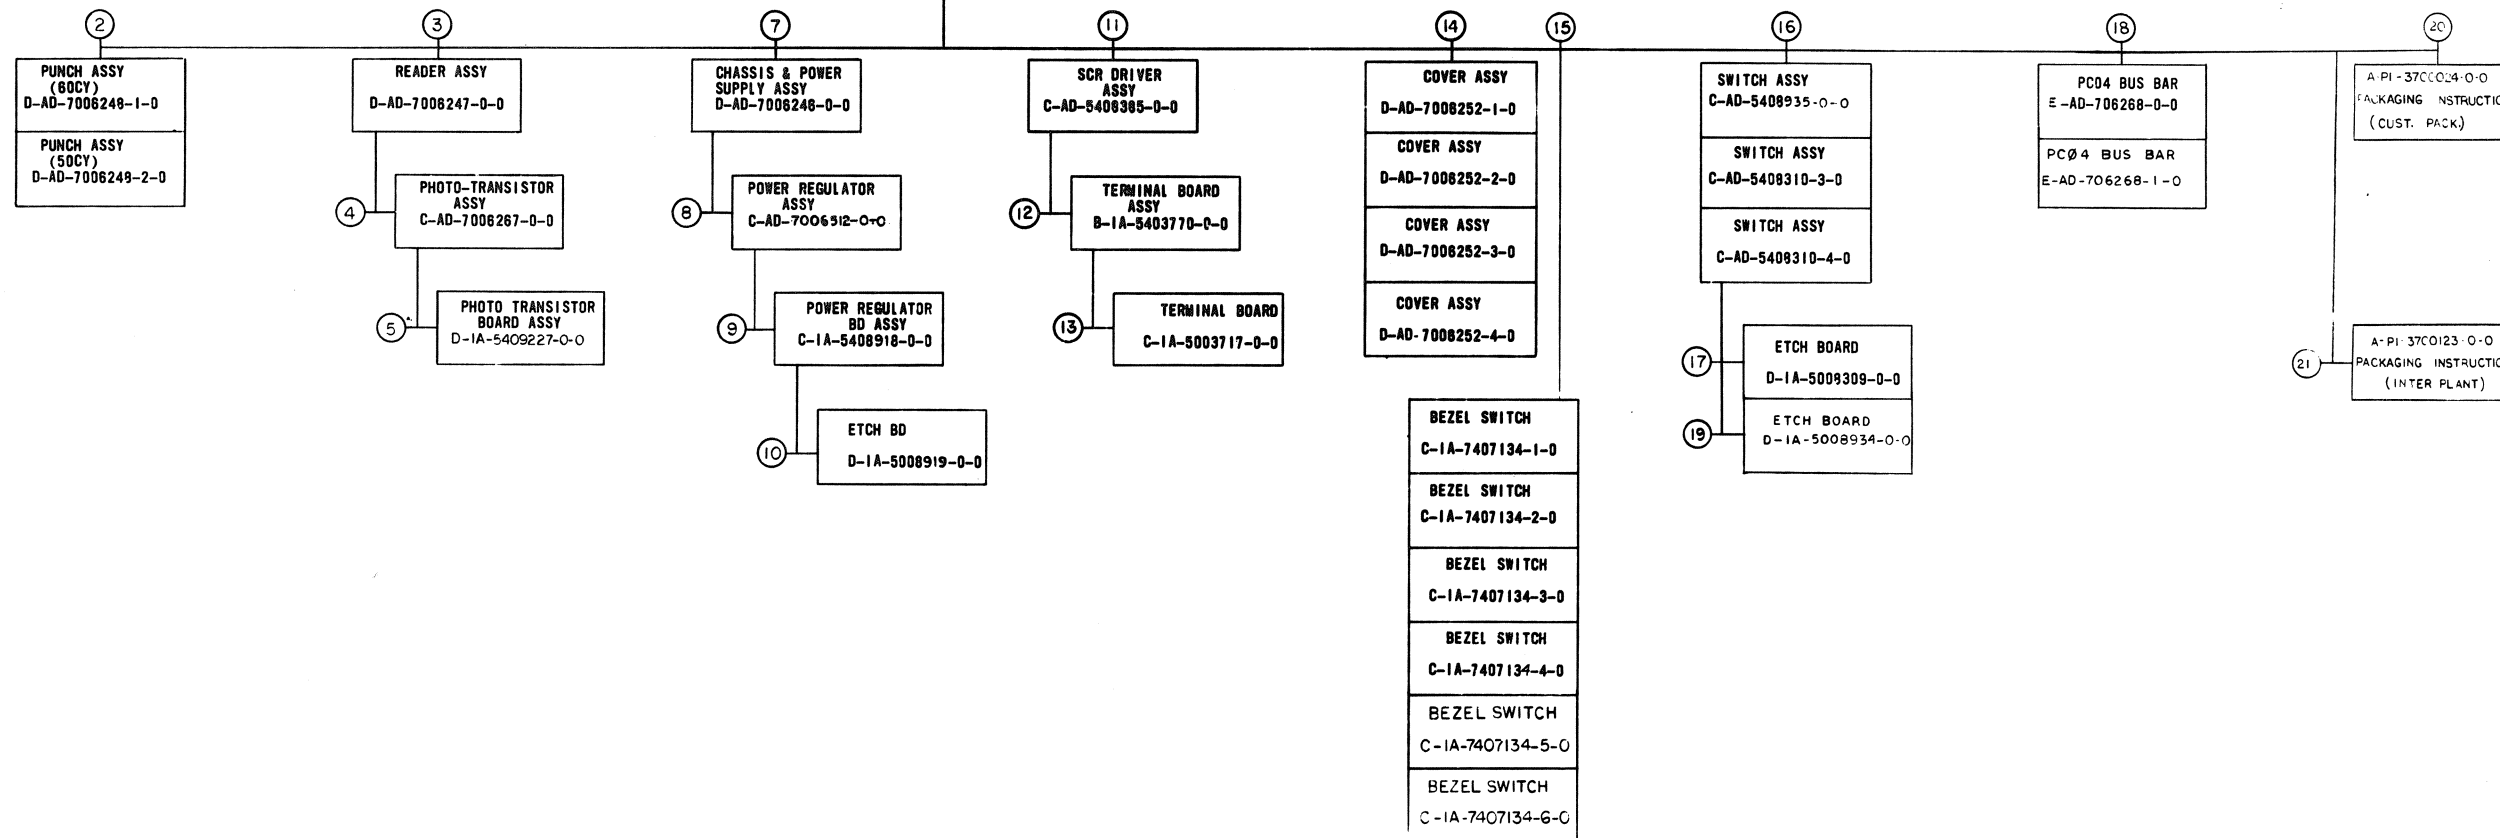 2
PUNCH ASSY
(60CY)
D-AD-7006248-1-0
PUNCH ASSY
(50CY)
D-AD-7006248-2-0
3
READER ASSY
D-AD-7006247-0-0
4
PHOTO-TRANSISTOR
ASSY
C-AD-7006267-0-0
5
PHOTO TRANSISTOR
BOARD ASSY
D-IA-5409227-0-0
7
CHASSIS & POWER
SUPPLY ASSY
D-AD-7006246-0-0
8
POWER REGULATOR
ASSY
C-AD-7006512-0-0
9
POWER REGULATOR
BD ASSY
C-IA-5408918-0-0
10
ETCH BD
D-IA-5008919-0-0
11
SCR DRIVER
ASSY
C-AD-5408365-0-0
12
TERMINAL BOARD
ASSY
B-IA-5403770-0-0
13
TERMINAL BOARD
C-IA-5003717-0-0
14
COVER ASSY
D-AD-7006252-1-0
COVER ASSY
D-AD-7006252-2-0
COVER ASSY
D-AD-7006252-3-0
COVER ASSY
D-AD-7006252-4-0
15
BEZEL SWITCH
C-IA-7407134-1-0
BEZEL SWITCH
C-IA-7407134-2-0
BEZEL SWITCH
C-IA-7407134-3-0
BEZEL SWITCH
C-IA-7407134-4-0
BEZEL SWITCH
C-IA-7407134-5-0
BEZEL SWITCH
C-IA-7407134-6-0
16
SWITCH ASSY
C-AD-5408935-0-0
SWITCH ASSY
C-AD-5408310-3-0
SWITCH ASSY
C-AD-5408310-4-0
17
ETCH BOARD
D-IA-5008309-0-0
19
ETCH BOARD
D-IA-5008934-0-0
18
PC04 BUS BAR
E-AD-706268-0-0
PCØ4 BUS BAR
E-AD-706268-1-0
20
A-PI-3700024-0-0
(CUST. PACK.)
21
A-PI-3700123-0-0
PACKAGING INSTRUCTIO
(INTER PLANT)